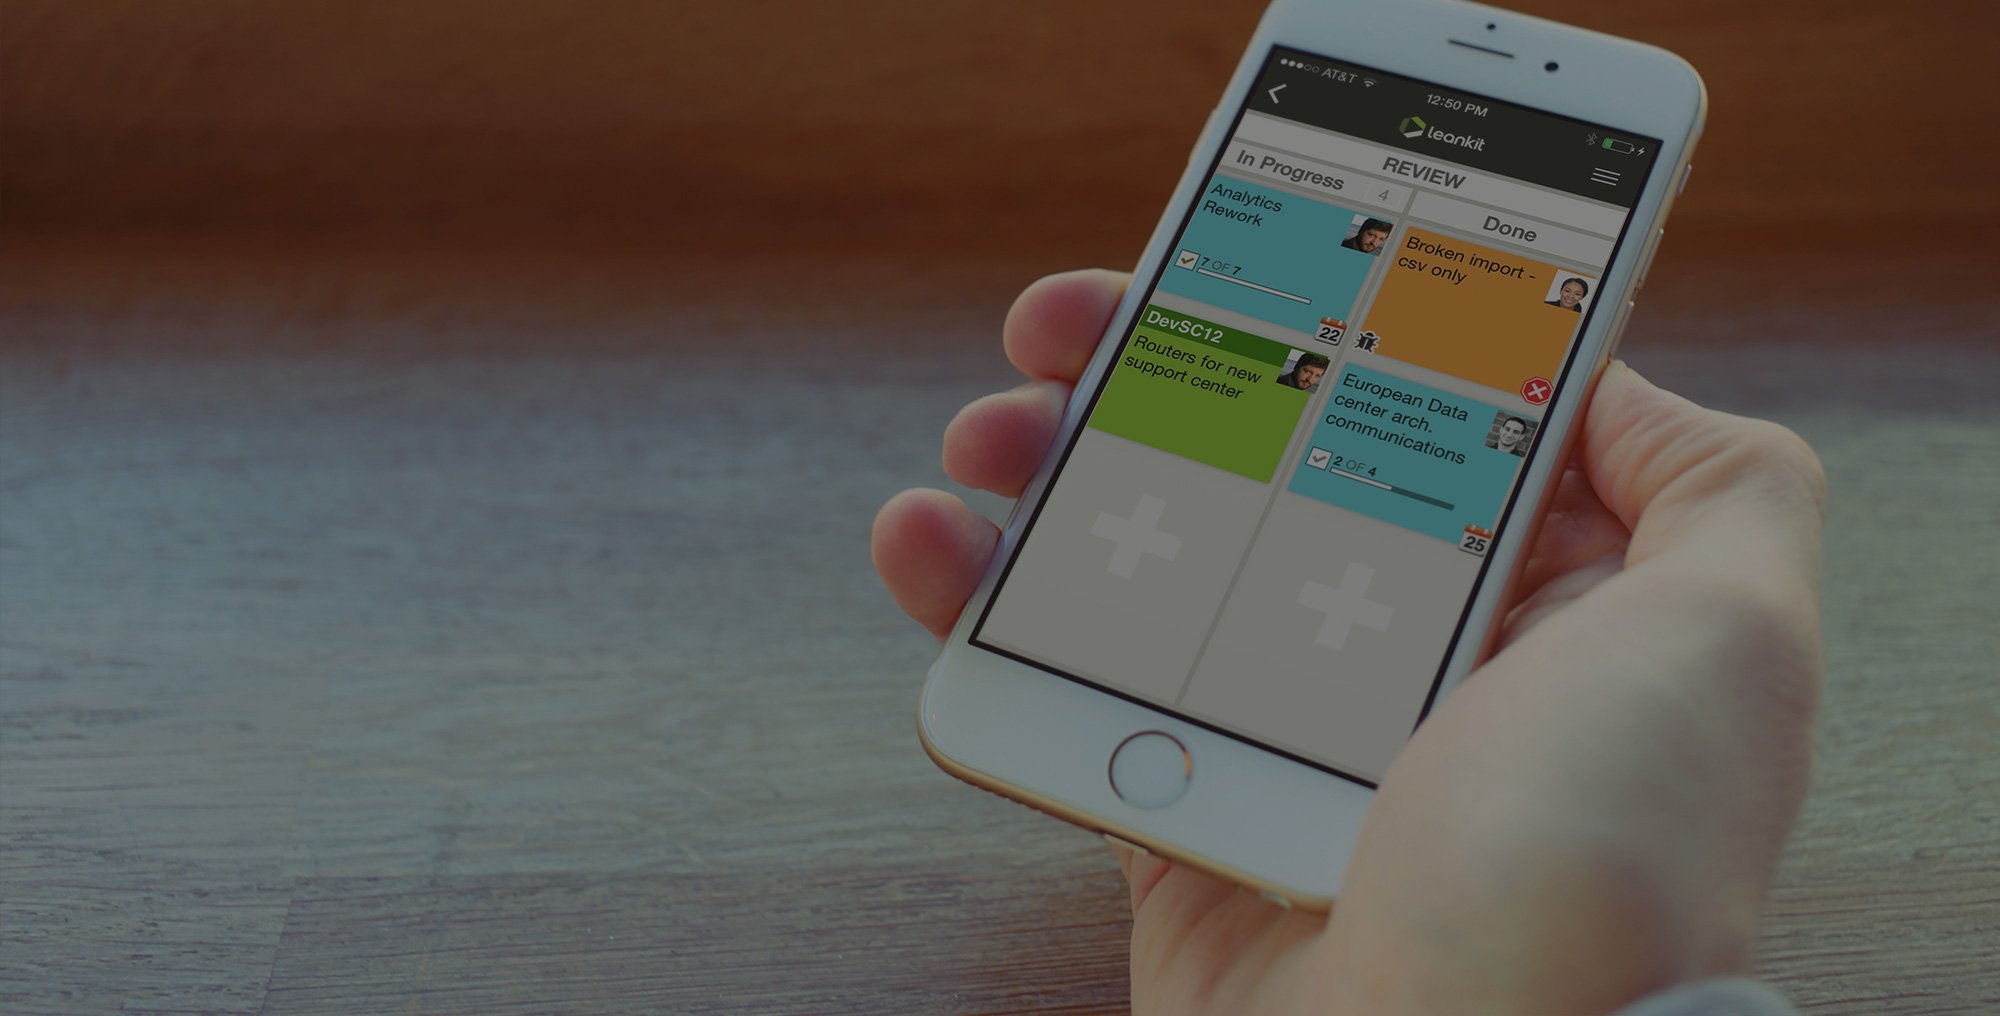 AT&T
12:50 PM
leankit
REVIEW
In Progress
4
Done
Analytics
Rework
7 OF 7
22
DevSC12
Routers for new
support center
Broken import -
csv only
European Data
center arch.
communications
2 OF 4
25